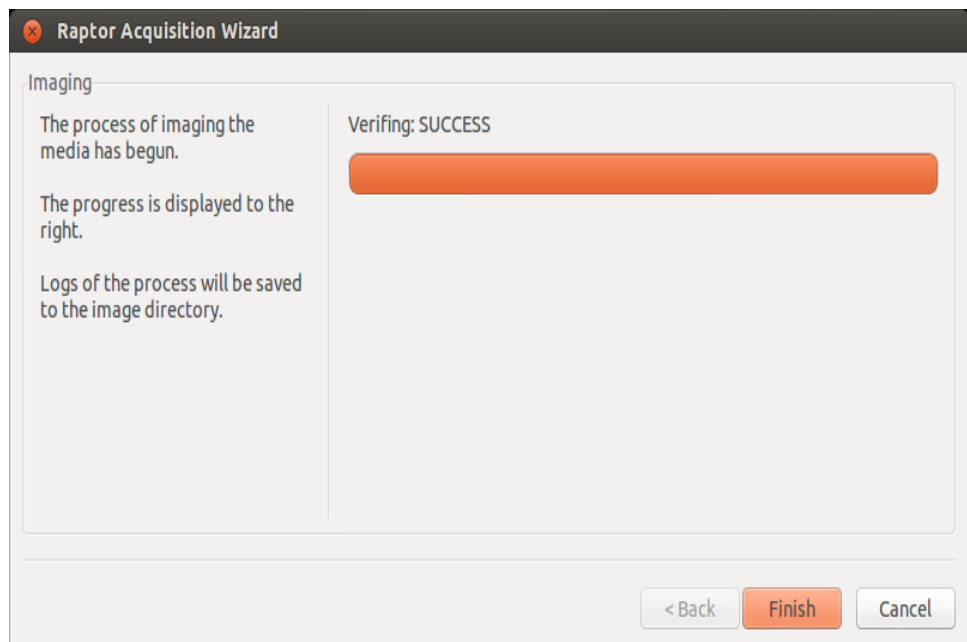 Raptor Acquisition Wizard
Imaging
The process of imaging the
media has begun.
The progress is displayed to the
right.
Logs of the process will be saved
to the image directory.
Verifing: SUCCESS
< Back
Finish
Cancel